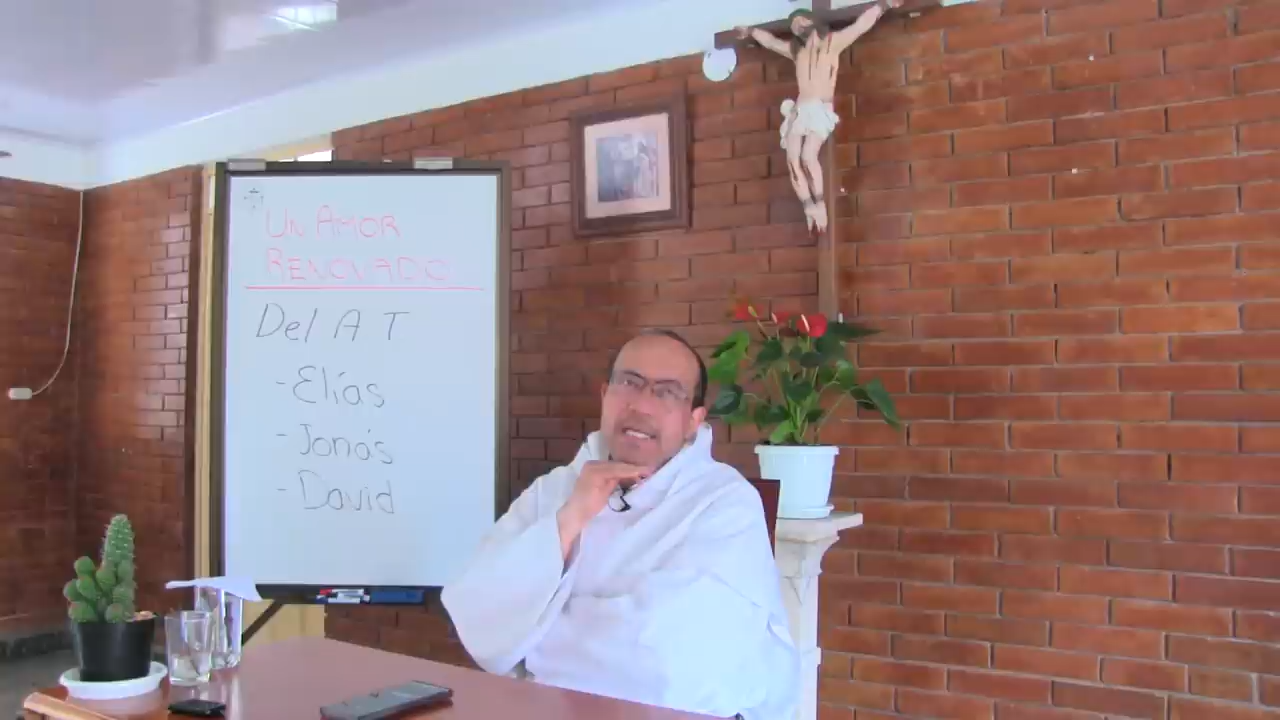 UN AMOR
RENOVADO
Del A T
- Elías
- Jonás
- David